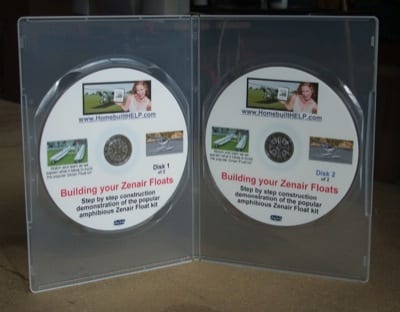 www.HomebuiltHELP.com
Disk 1
of 2
Building your Zenair Floats
Step by step construction
demonstration of the popular
amphibious Zenair Float kit
www.HomebuiltHELP.com
Disk 2
of 2
Building your Zenair Floats
Step by step construction
demonstration of the popular
amphibious Zenair Float kit